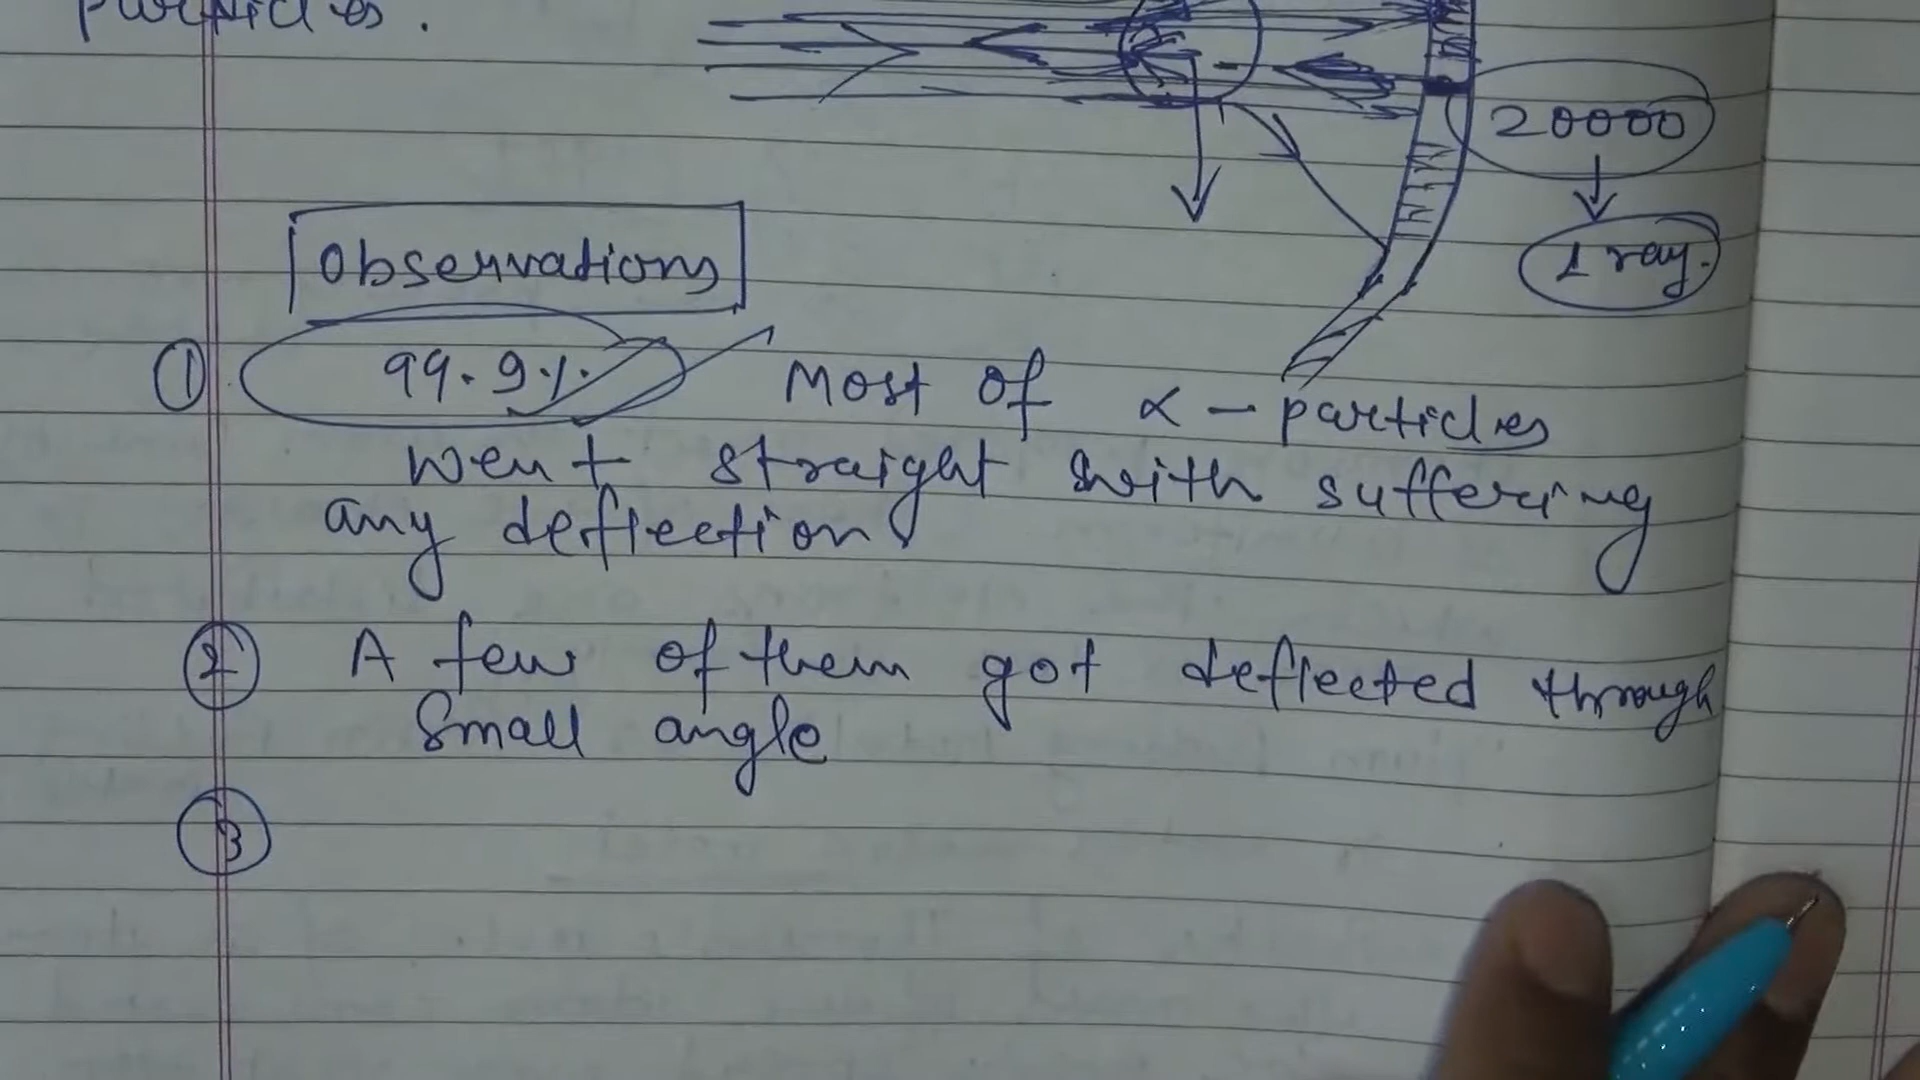 particles.
20000
1 ray.
Observations
① 99.9% Most of α - particles
went straight with suffering
any deflection
② A few of them got deflected through
small angle
③